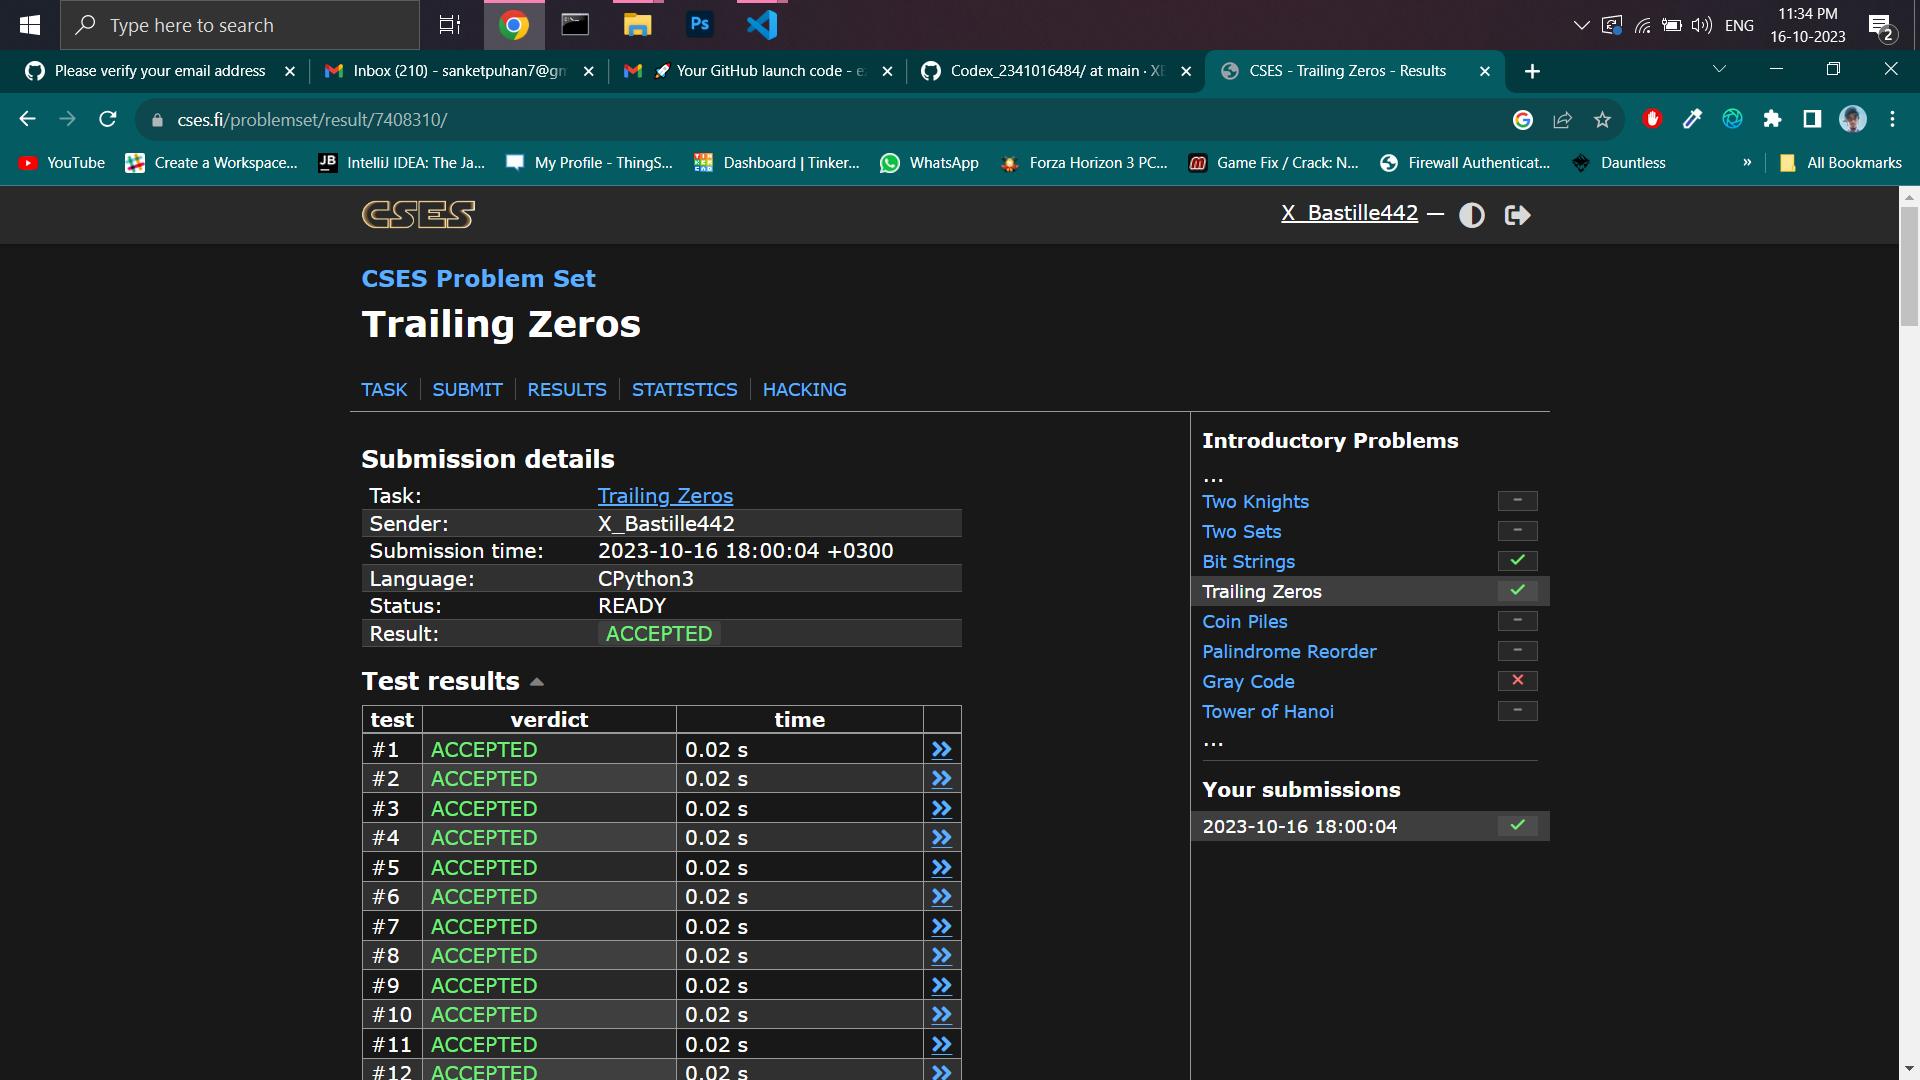 Type here to search
Ps
ENG
11:34 PM
16-10-2023
2
Please verify your email address
Inbox (210) - sanketpuhan7@gm
🚀 Your GitHub launch code - e
Codex_2341016484/ at main · XB
CSES - Trailing Zeros - Results
cses.fi/problemset/result/7408310/
YouTube
Create a Workspace...
JB IntelliJ IDEA: The Ja...
My Profile - ThingS...
Dashboard | Tinker...
WhatsApp
Forza Horizon 3 PC...
Game Fix / Crack: N...
Firewall Authenticat...
Dauntless
»
All Bookmarks
CSES
X_Bastille442 —
CSES Problem Set
Trailing Zeros
TASK | SUBMIT | RESULTS | STATISTICS | HACKING
Submission details
Task: Trailing Zeros
Sender: X_Bastille442
Submission time: 2023-10-16 18:00:04 +0300
Language: CPython3
Status: READY
Result: ACCEPTED
Test results
test verdict time
#1 ACCEPTED 0.02 s »
#2 ACCEPTED 0.02 s »
#3 ACCEPTED 0.02 s »
#4 ACCEPTED 0.02 s »
#5 ACCEPTED 0.02 s »
#6 ACCEPTED 0.02 s »
#7 ACCEPTED 0.02 s »
#8 ACCEPTED 0.02 s »
#9 ACCEPTED 0.02 s »
#10 ACCEPTED 0.02 s »
#11 ACCEPTED 0.02 s »
#12 ACCEPTED 0.02 s »
Introductory Problems
...
Two Knights –
Two Sets –
Bit Strings ✓
Trailing Zeros ✓
Coin Piles –
Palindrome Reorder –
Gray Code ✕
Tower of Hanoi –
...
Your submissions
2023-10-16 18:00:04 ✓